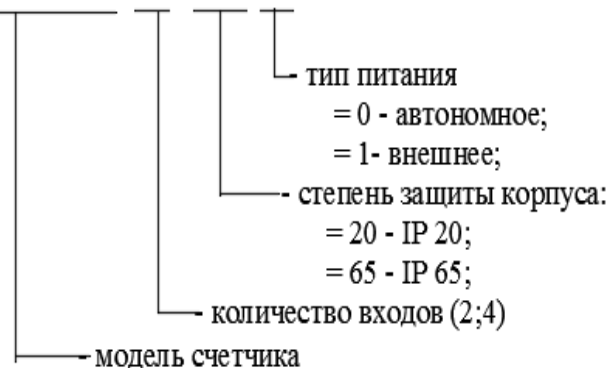 тип питания
= 0 - автономное;
= 1- внешнее;
степень защиты корпуса:
= 20 - IP 20;
= 65 - IP 65;
количество входов (2;4)
модель счетчика